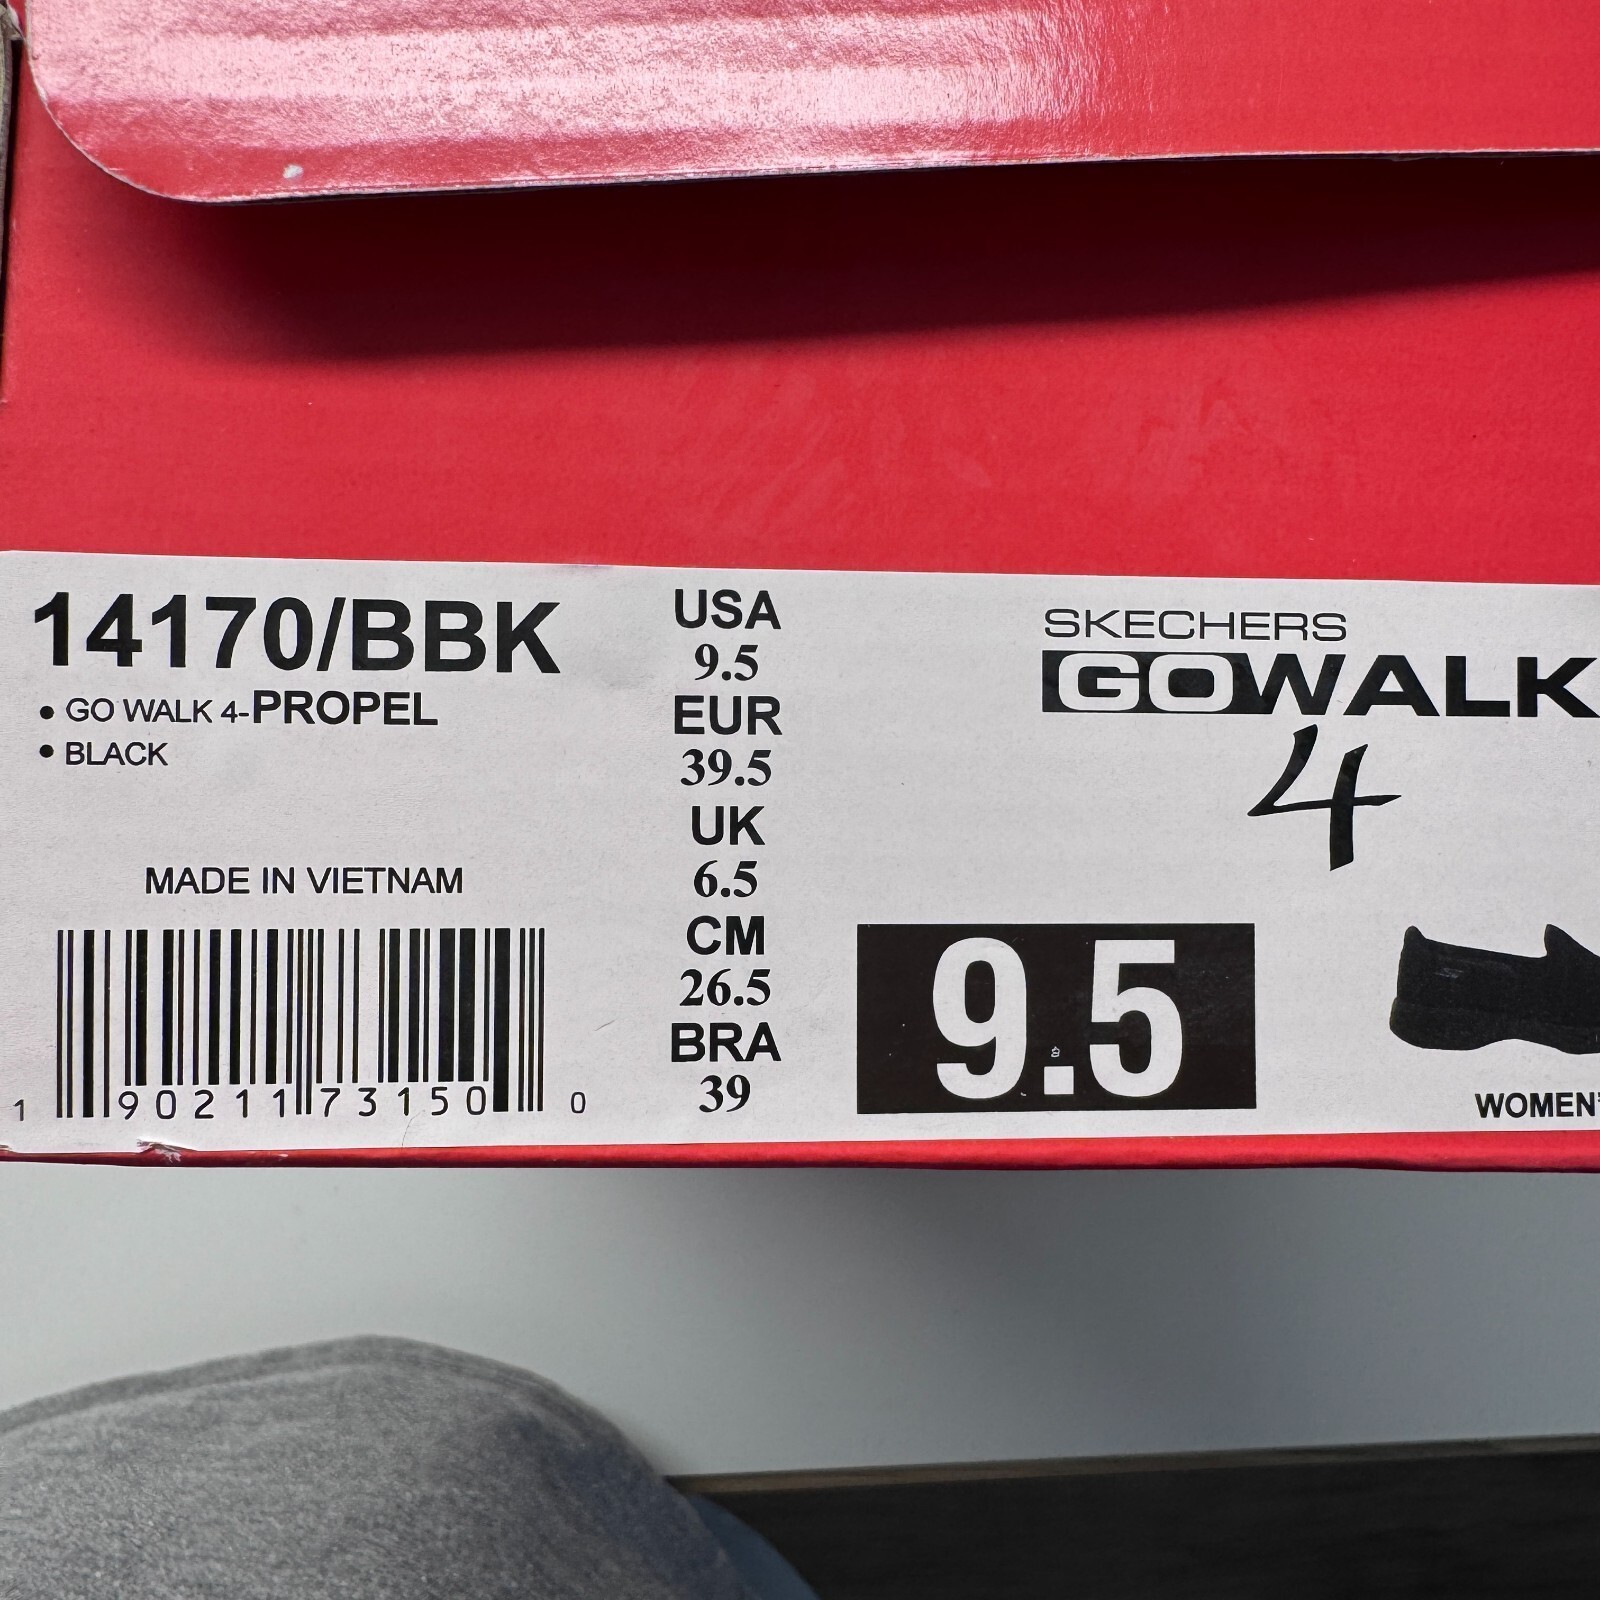 14170/BBK
• GO WALK 4-PROPEL
• BLACK
MADE IN VIETNAM
1 90211 73150 0
USA
9.5
EUR
39.5
UK
6.5
CM
26.5
BRA
39
SKECHERS
GOWALK
4
9.5
WOMEN'